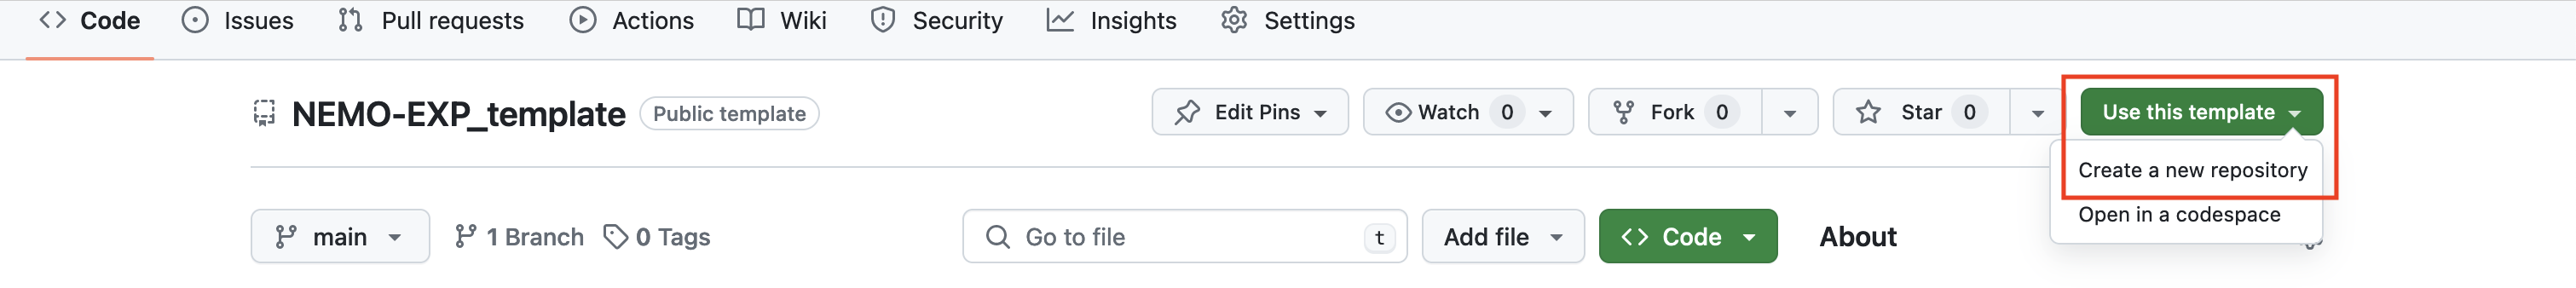 Code Issues Pull requests Actions Wiki Security Insights Settings
NEMO-EXP_template Public template Edit Pins Watch 0 Fork 0 Star 0 Use this template
Create a new repository
Open in a codespace
main 1 Branch 0 Tags Go to file t Add file Code About